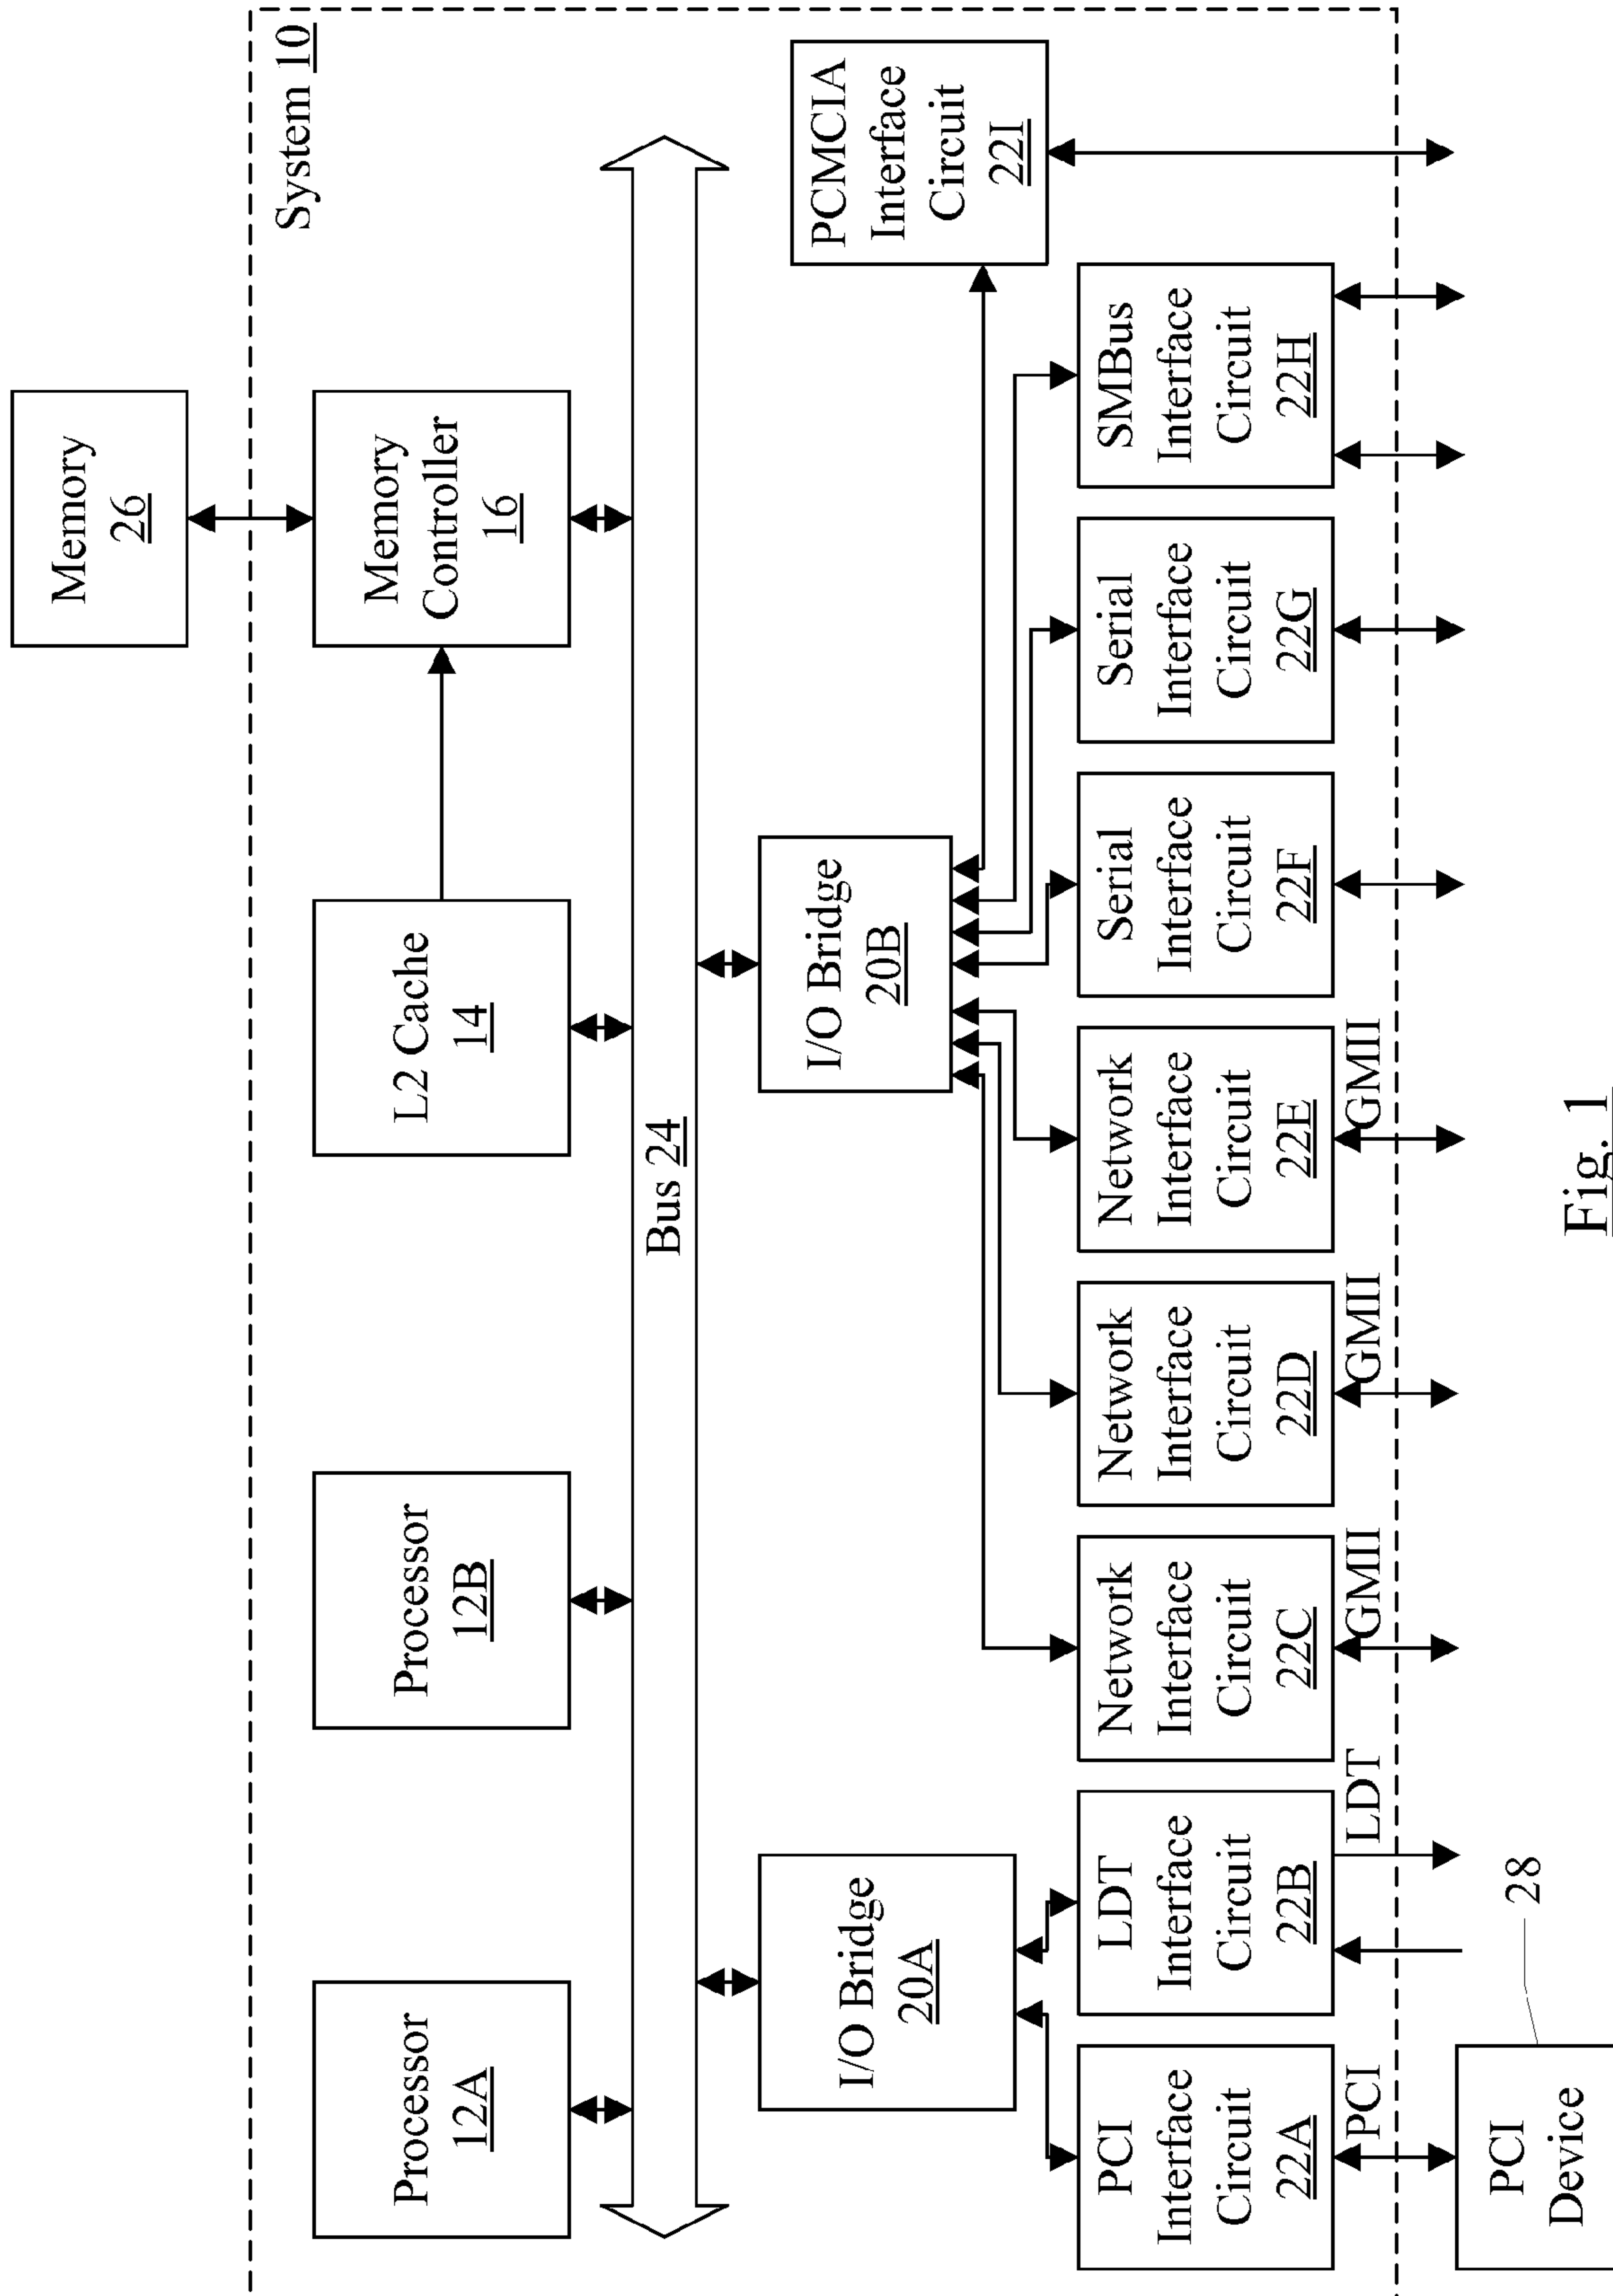 Memory
26
System 10
Processor
12A
Processor
12B
L2 Cache
14
Memory
Controller
16
Bus 24
I/O Bridge
20A
I/O Bridge
20B
PCMCIA
Interface
Circuit
22I
PCI
Interface
Circuit
22A
LDT
Interface
Circuit
22B
Network
Interface
Circuit
22C
Network
Interface
Circuit
22D
Network
Interface
Circuit
22E
Serial
Interface
Circuit
22F
Serial
Interface
Circuit
22G
SMBus
Interface
Circuit
22H
PCI
LDT
GMII
GMII
GMII
PCI
Device
28
Fig. 1